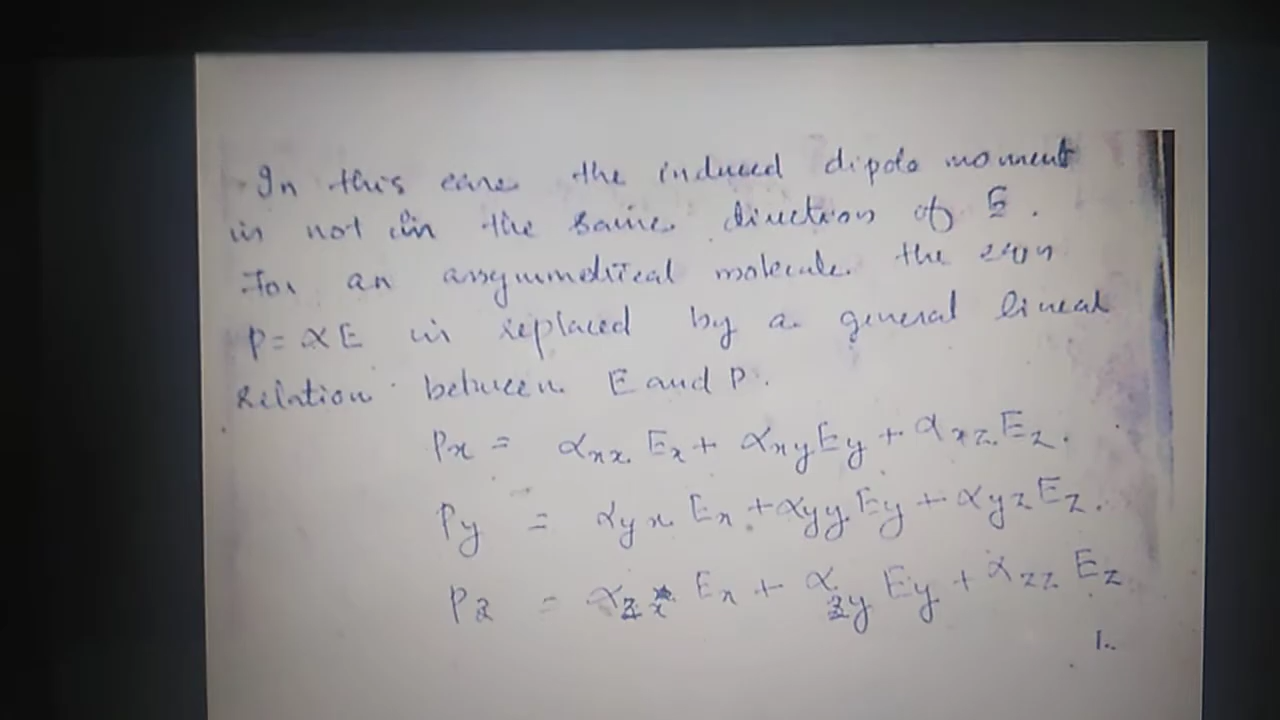 In this case the induced dipole moment
is not in the same direction of E.
For an assymmetrical molecule the eqn
P = αE is replaced by a general linear
Relation between E and P.
Px = αxx Ex + αxy Ey + αxz Ez.
Py = αyx Ex + αyy Ey + αyz Ez.
Pz = αzx Ex + αzy Ey + αzz Ez
1.